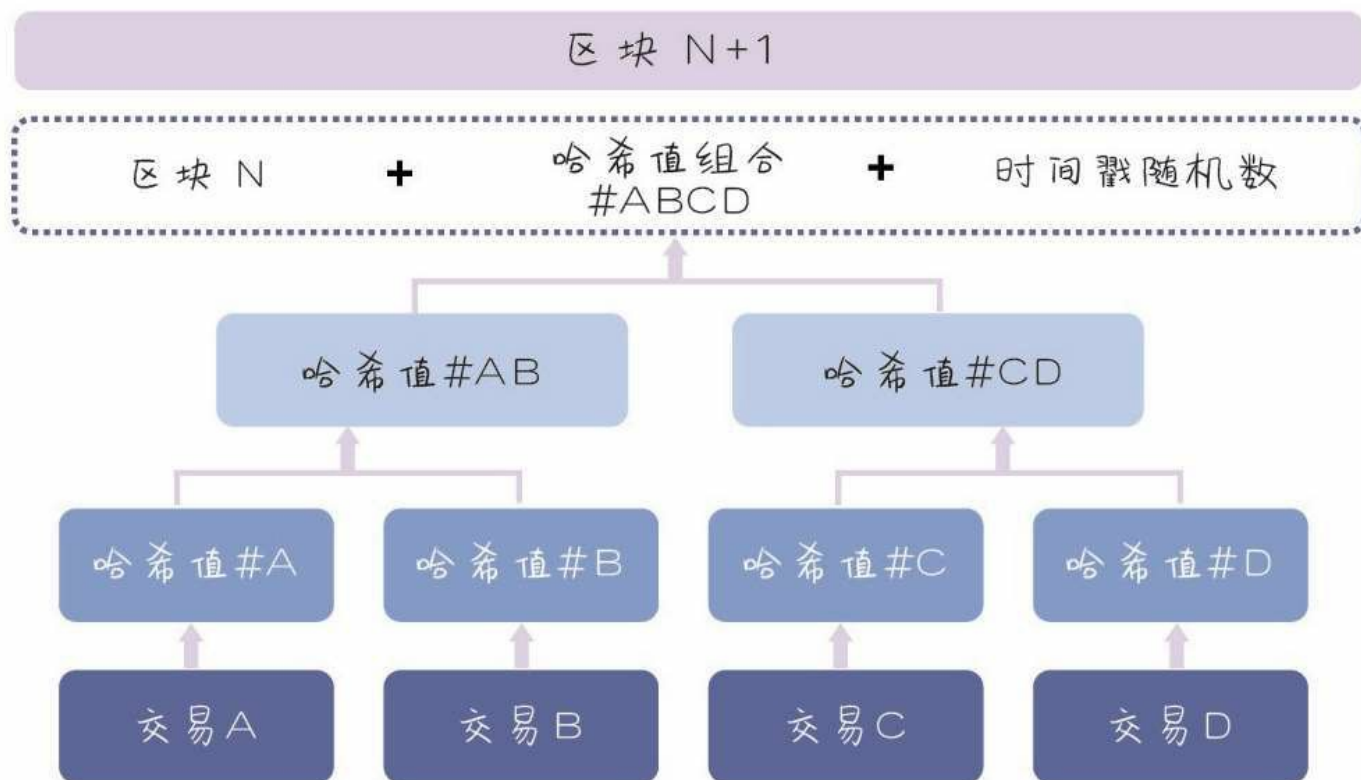 区块 N+1
区块 N + 哈希值组合 + 时间戳随机数
#ABCD
哈希值#AB
哈希值#CD
哈希值#A
哈希值#B
哈希值#C
哈希值#D
交易A
交易B
交易C
交易D